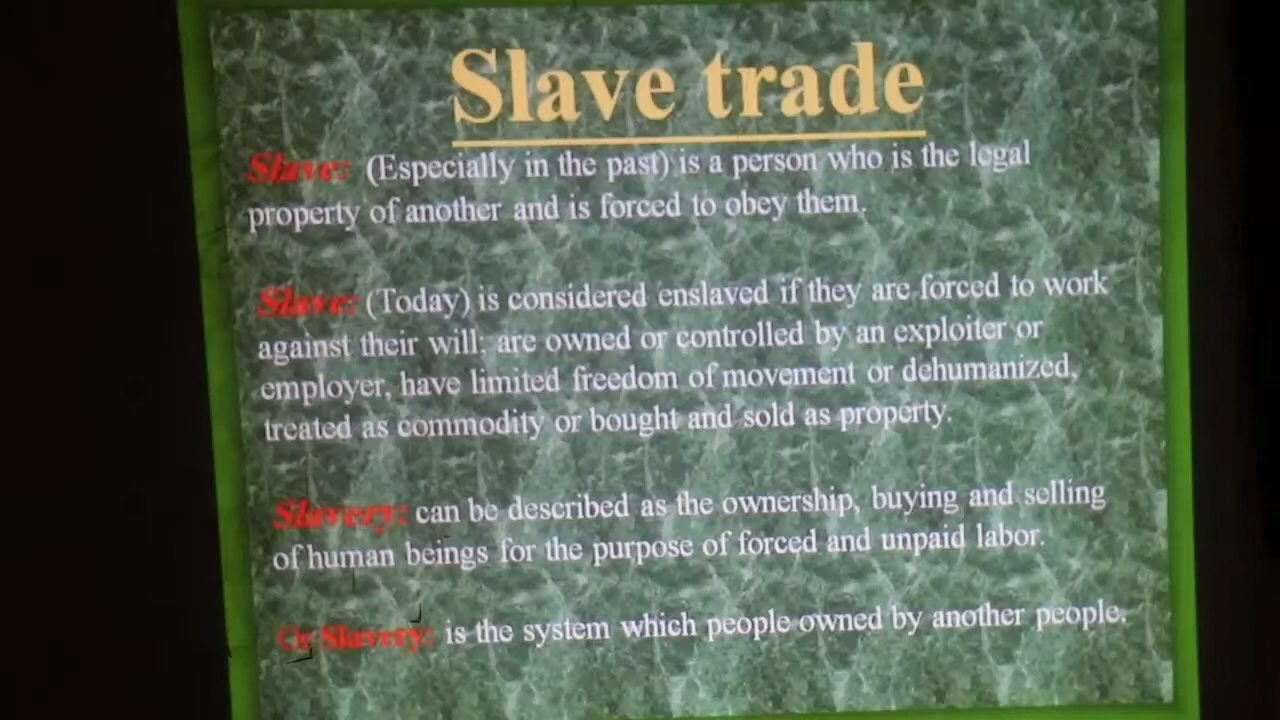 Slave trade
Slave: (Especially in the past) is a person who is the legal
property of another and is forced to obey them.
Slave: (Today) is considered enslaved if they are forced to work
against their will; are owned or controlled by an exploiter or
employer, have limited freedom of movement or dehumanized,
treated as commodity or bought and sold as property.
Slavery: can be described as the ownership, buying and selling
of human beings for the purpose of forced and unpaid labor.
Or Slavery: is the system which people owned by another people.